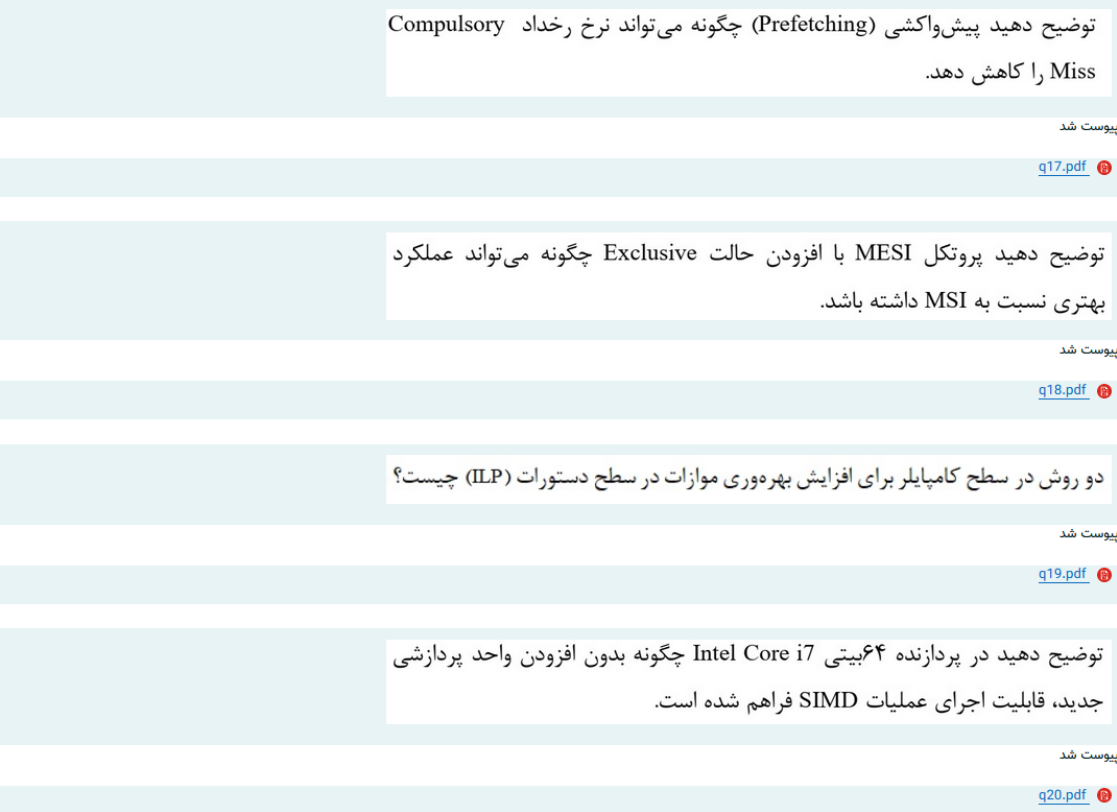 توضیح دهید پیش‌واکشی (Prefetching) چگونه می‌تواند نرخ رخداد Compulsory
Miss را کاهش دهد.
پیوست شد
q17.pdf
توضیح دهید پروتکل MESI با افزودن حالت Exclusive چگونه می‌تواند عملکرد
بهتری نسبت به MSI داشته باشد.
پیوست شد
q18.pdf
دو روش در سطح کامپایلر برای افزایش بهره‌وری موازات در سطح دستورات (ILP) چیست؟
پیوست شد
q19.pdf
توضیح دهید در پردازنده ۶۴بیتی Intel Core i7 چگونه بدون افزودن واحد پردازشی
جدید، قابلیت اجرای عملیات SIMD فراهم شده است.
پیوست شد
q20.pdf